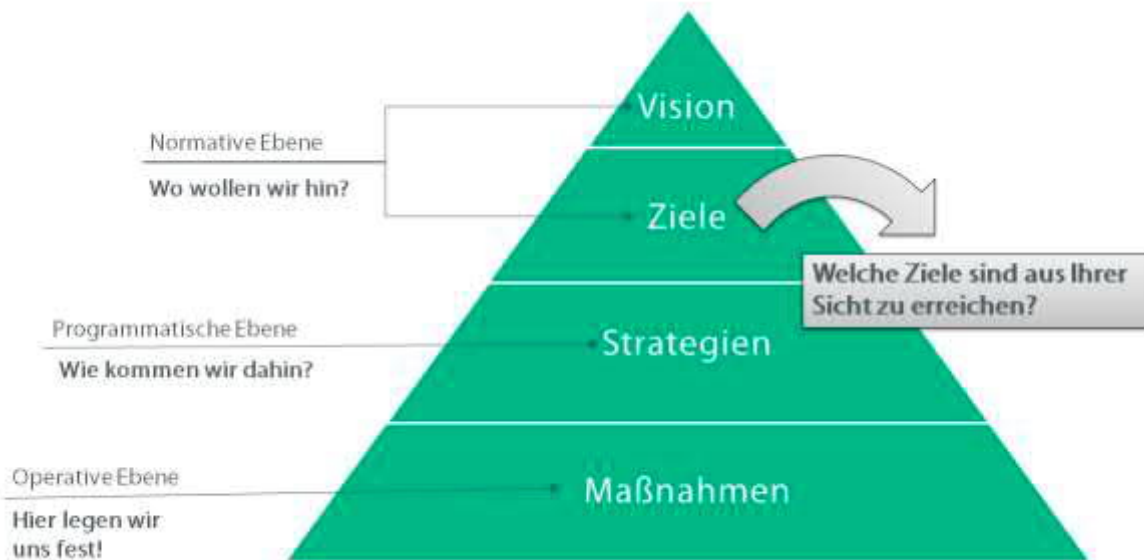 Vision
Normative Ebene
Wo wollen wir hin?
Ziele
Welche Ziele sind aus Ihrer
Sicht zu erreichen?
Programmatische Ebene
Strategien
Wie kommen wir dahin?
Operative Ebene
Maßnahmen
Hier legen wir
uns fest!